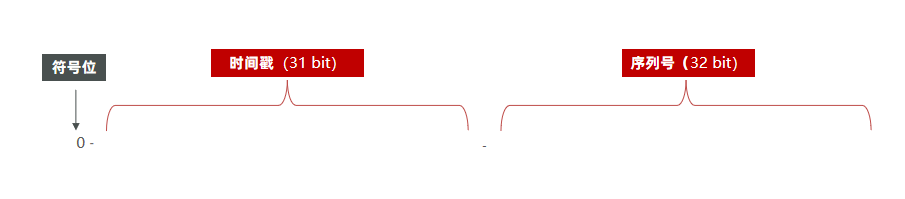 符号位
时间戳（31 bit）
序列号（32 bit）
0 -
-